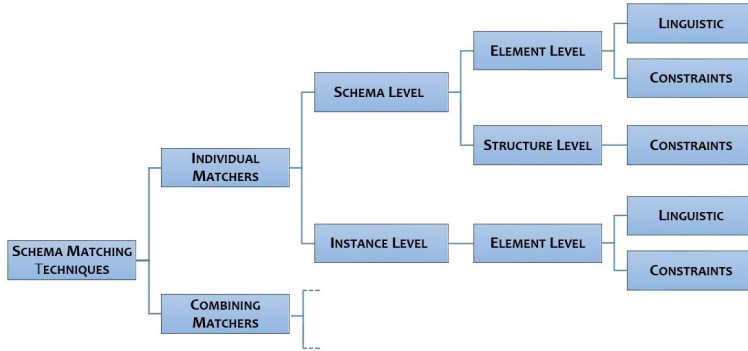 SCHEMA MATCHING
TECHNIQUES
INDIVIDUAL
MATCHERS
SCHEMA LEVEL
ELEMENT LEVEL
LINGUISTIC
CONSTRAINTS
STRUCTURE LEVEL
CONSTRAINTS
INSTANCE LEVEL
ELEMENT LEVEL
LINGUISTIC
CONSTRAINTS
COMBINING
MATCHERS